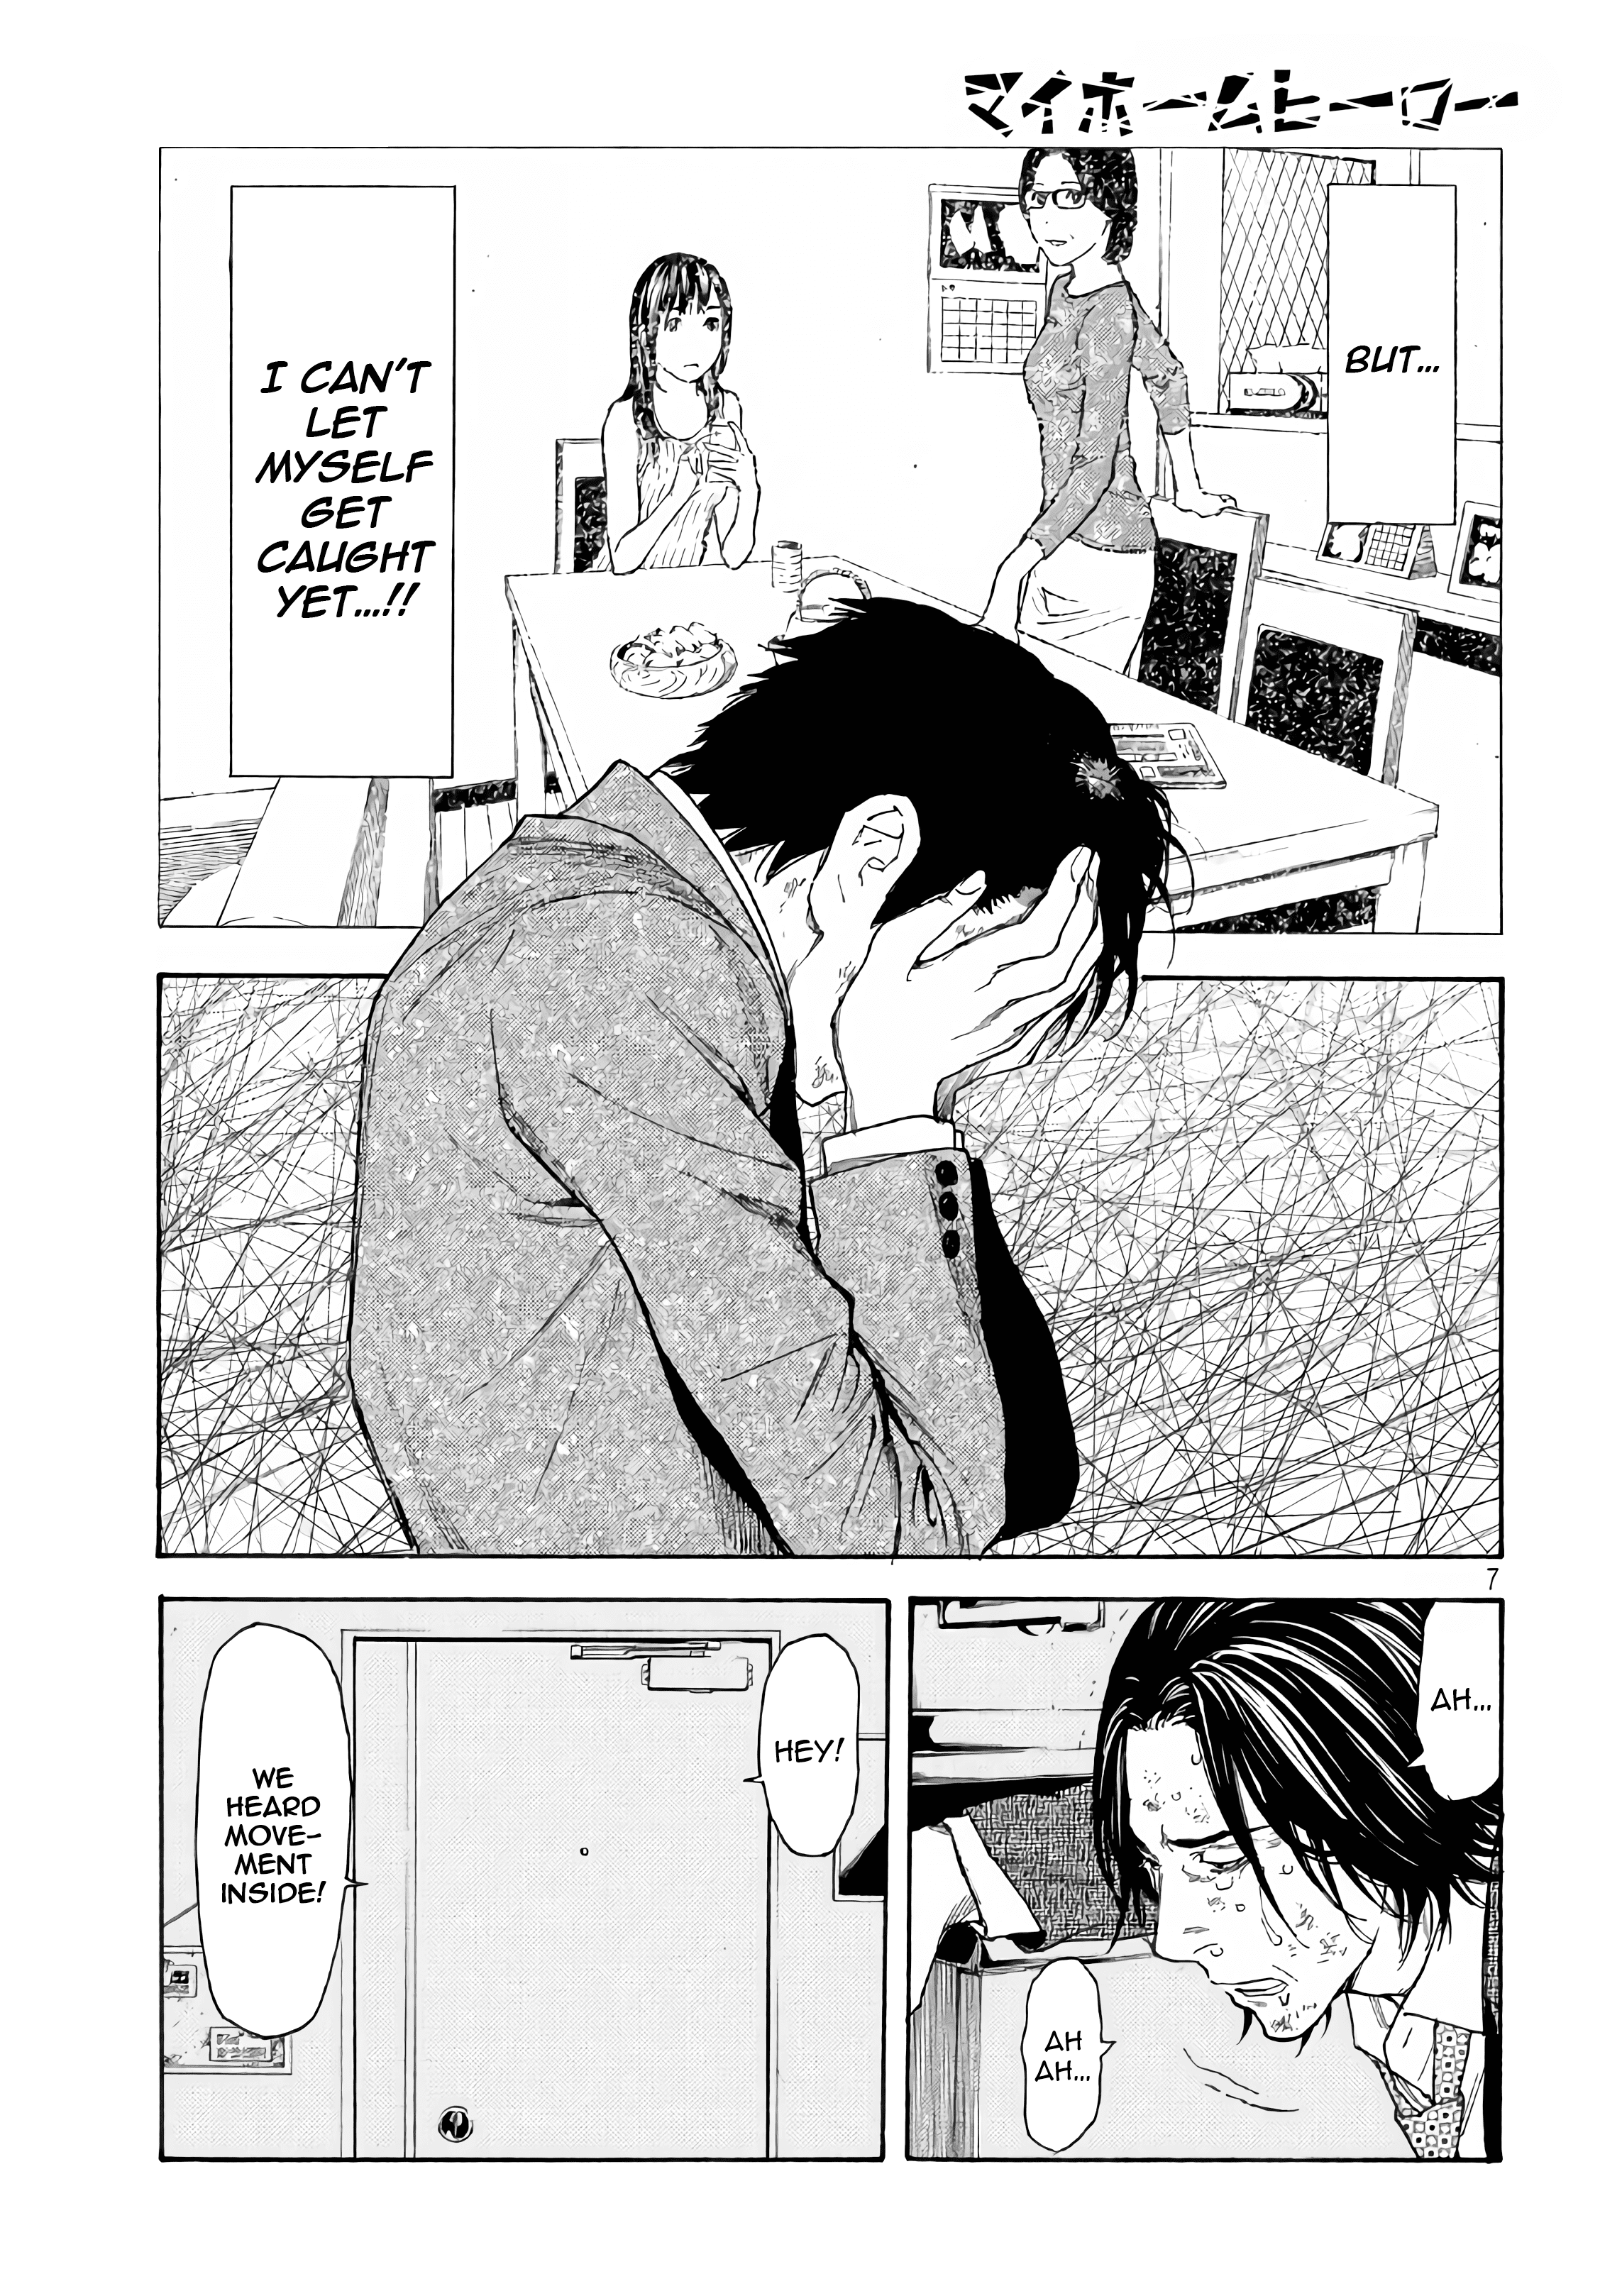 マイホームヒーロー
BUT...
I CAN'T
LET
MYSELF
GET
CAUGHT
YET...!!
7
AH...
AH
AH...
HEY!
WE
HEARD
MOVE-
MENT
INSIDE!